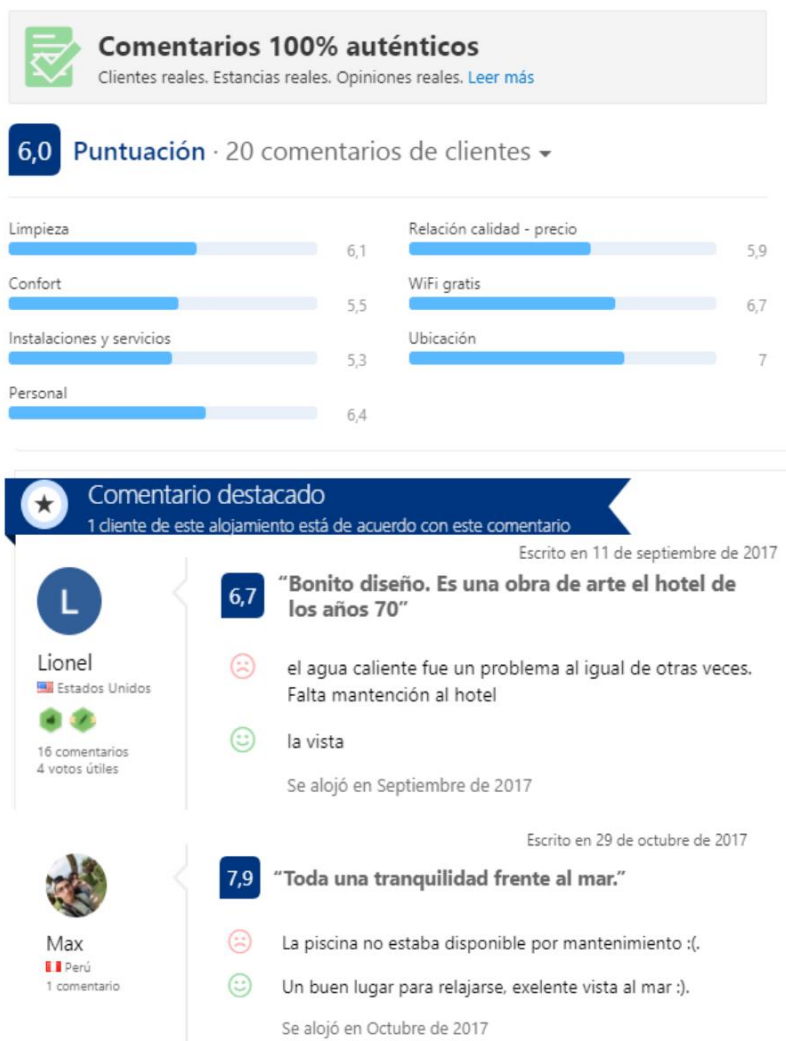 Comentarios 100% auténticos
Clientes reales. Estancias reales. Opiniones reales. Leer más
6,0 Puntuación · 20 comentarios de clientes
Limpieza
6,1
Relación calidad - precio
5,9
Confort
5,5
WiFi gratis
6,7
Instalaciones y servicios
5,3
Ubicación
7
Personal
6,4
Comentario destacado
1 cliente de este alojamiento está de acuerdo con este comentario
Escrito en 11 de septiembre de 2017
L
Lionel
Estados Unidos
16 comentarios
4 votos útiles
6,7
“Bonito diseño. Es una obra de arte el hotel de
los años 70”
el agua caliente fue un problema al igual de otras veces.
Falta mantención al hotel
la vista
Se alojó en Septiembre de 2017
Escrito en 29 de octubre de 2017
Max
Perú
1 comentario
7,9
“Toda una tranquilidad frente al mar.”
La piscina no estaba disponible por mantenimiento :(.
Un buen lugar para relajarse, exelente vista al mar :).
Se alojó en Octubre de 2017